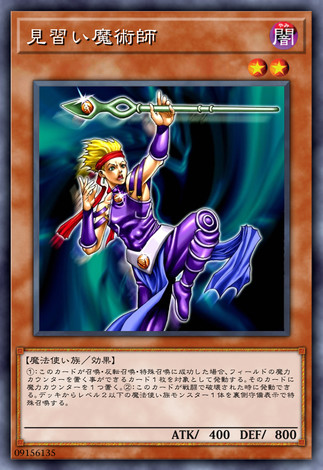 見習い魔術師
闇
やみ
【魔法使い族／効果】
①：このカードが召喚・反転召喚・特殊召喚に成功した場合、フィールドの魔力
カウンターを置く事ができるカード１枚を対象として発動する。そのカードに
魔力カウンターを１つ置く。②：このカードが戦闘で破壊された時に発動でき
る。デッキからレベル２以下の魔法使い族モンスター１体を裏側守備表示で特
殊召喚する。
ATK/ 400 DEF/ 800
09156135